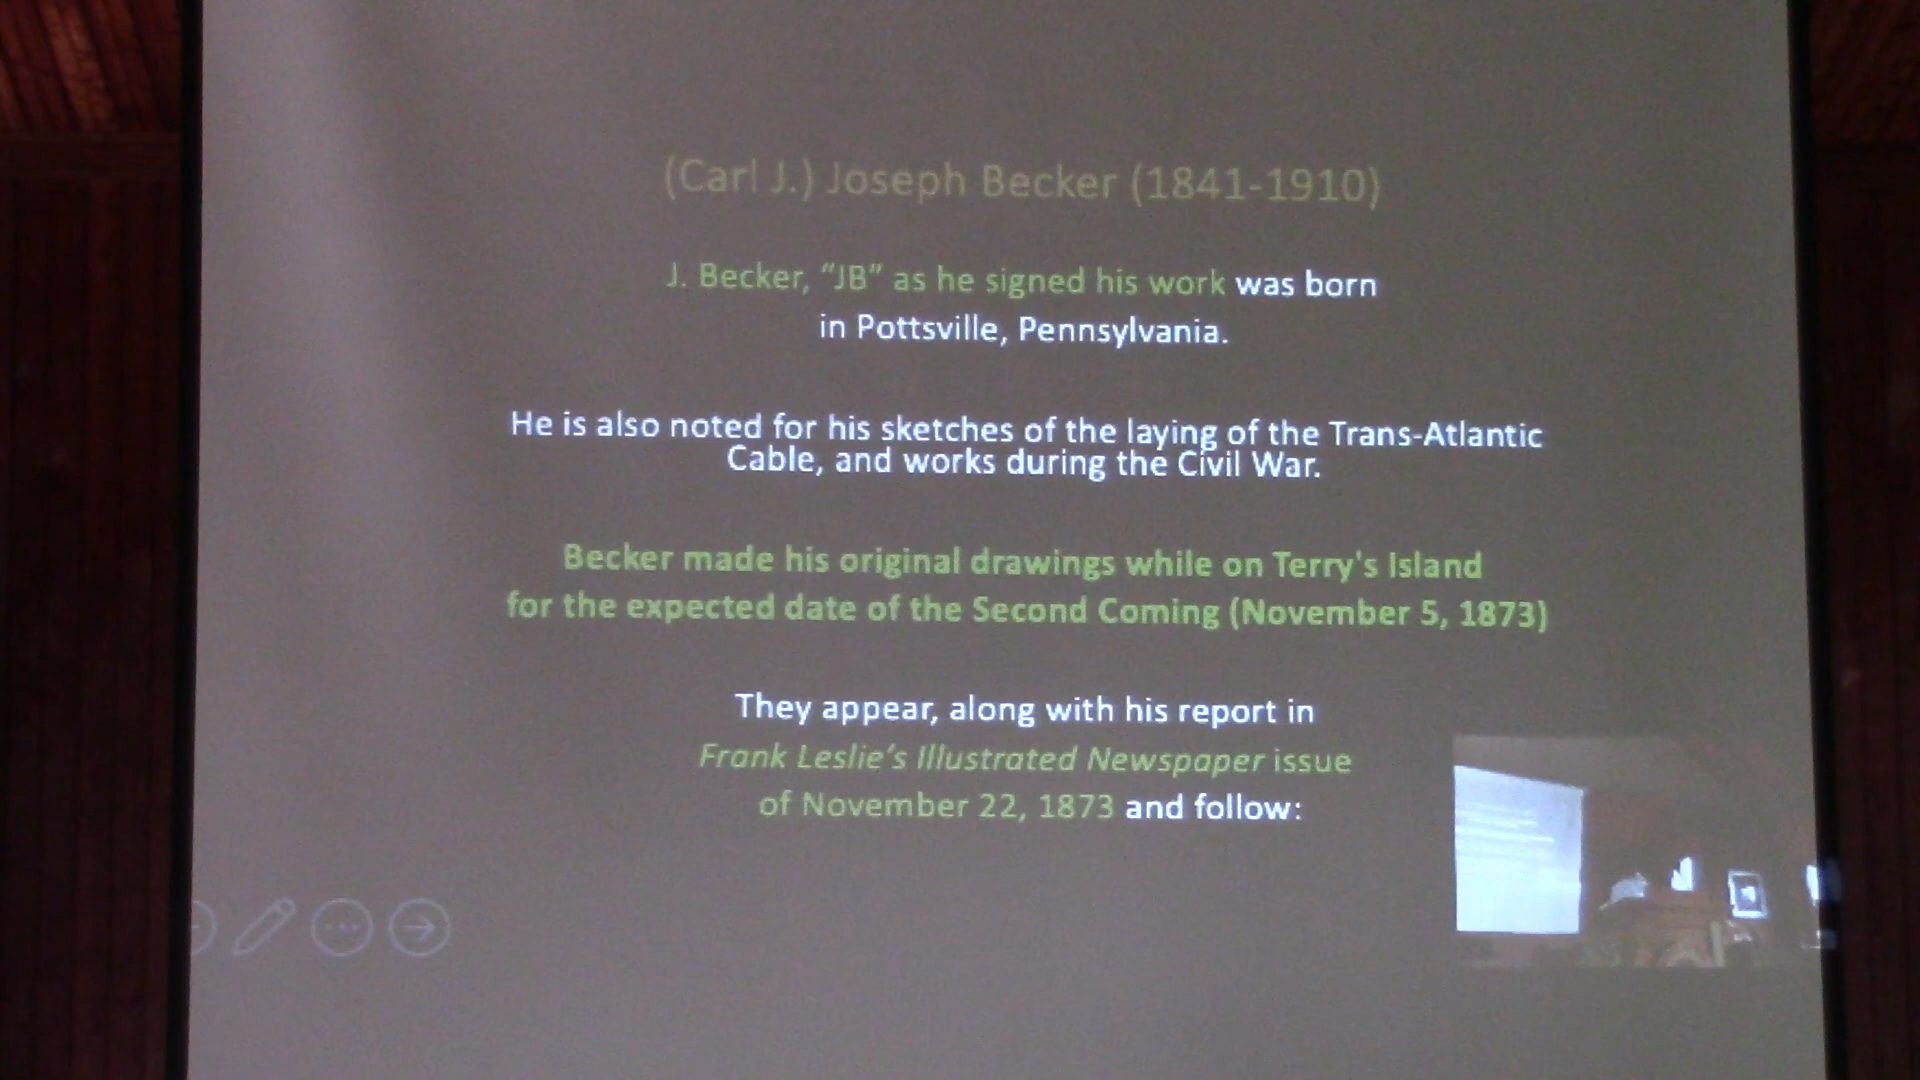 (Carl J.) Joseph Becker (1841-1910)
J. Becker, “JB” as he signed his work was born
in Pottsville, Pennsylvania.
He is also noted for his sketches of the laying of the Trans-Atlantic
Cable, and works during the Civil War.
Becker made his original drawings while on Terry's Island
for the expected date of the Second Coming (November 5, 1873)
They appear, along with his report in
Frank Leslie’s Illustrated Newspaper issue
of November 22, 1873 and follow: